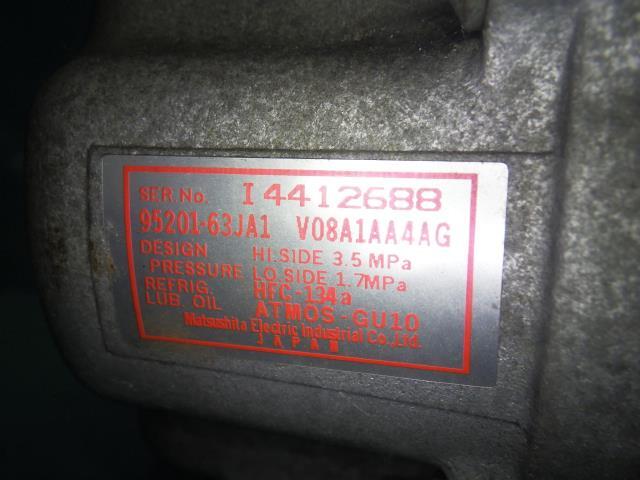 SER. No. I4412688
95201-63JA1 V08A1AA4AG
DESIGN HI.SIDE 3.5 MPa
PRESSURE LO.SIDE 1.7MPa
REFRIG. HFC-134a
LUB. OIL ATMOS-GU10
Matsushita Electric Industrial Co.,Ltd.
JAPAN